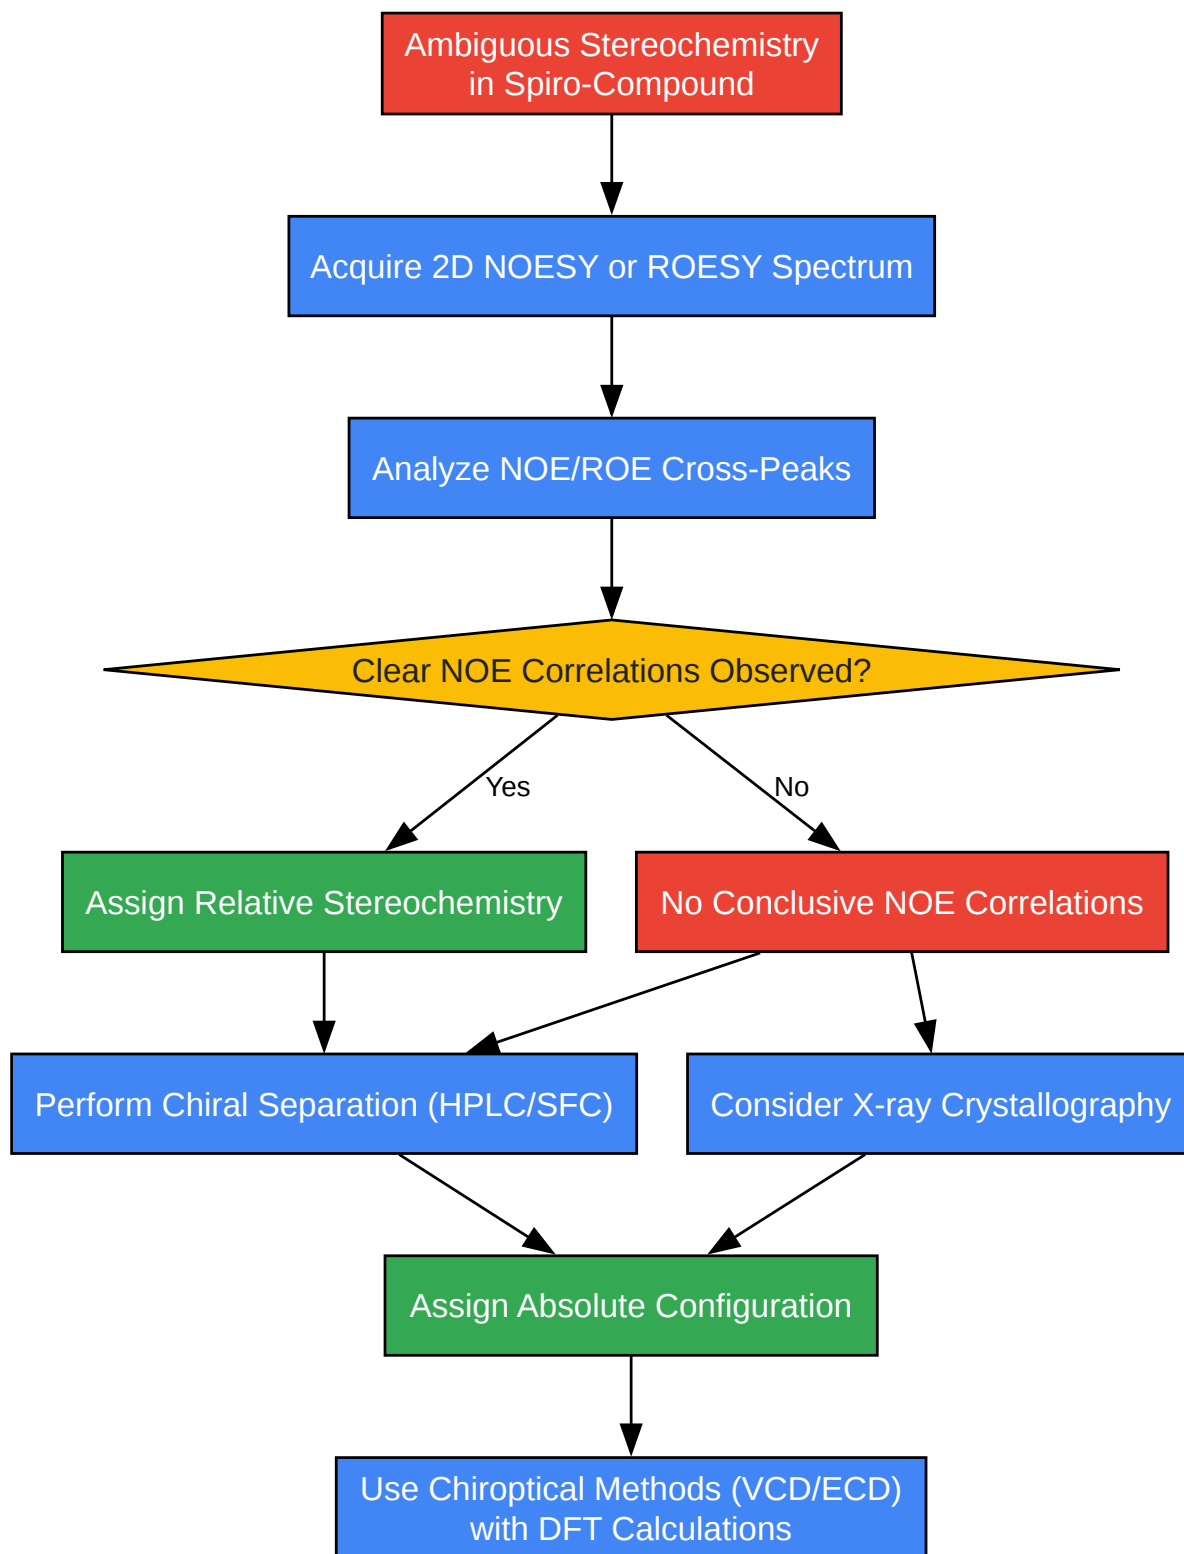 Ambiguous Stereochemistry
in Spiro-Compound
Acquire 2D NOESY or ROESY Spectrum
Analyze NOE/ROE Cross-Peaks
Clear NOE Correlations Observed?
Yes
No
Assign Relative Stereochemistry
No Conclusive NOE Correlations
Perform Chiral Separation (HPLC/SFC)
Consider X-ray Crystallography
Assign Absolute Configuration
Use Chiroptical Methods (VCD/ECD)
with DFT Calculations